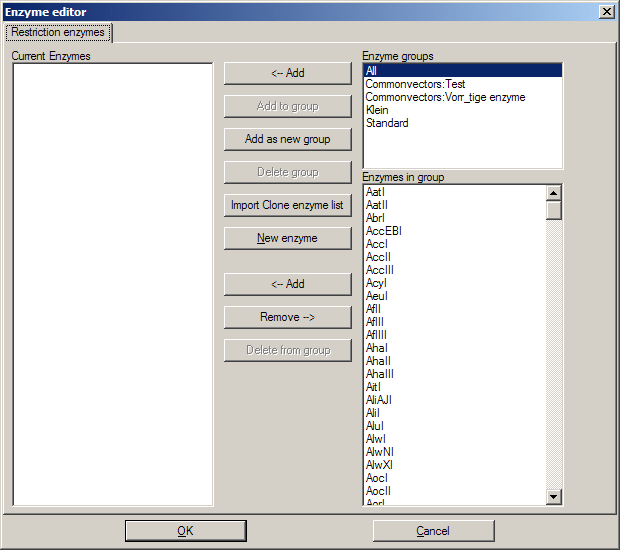 Enzyme editor
Restriction enzymes
Current Enzymes
<-- Add
Add to group
Add as new group
Delete group
Import Clone enzyme list
New enzyme
<-- Add
Remove -->
Delete from group
Enzyme groups
All
Commonvectors:Test
Commonvectors:Vorr_tige enzyme
Klein
Standard
Enzymes in group
AatI
AatII
AbrI
AccEBI
AccI
AccII
AccIII
AcyI
AeuI
AflI
AflII
AflIII
AhaI
AhaII
AhaIII
AitI
AliAJI
AliI
AluI
AlwI
AlwNI
AlwXI
AocI
AocII
AorI
OK
Cancel